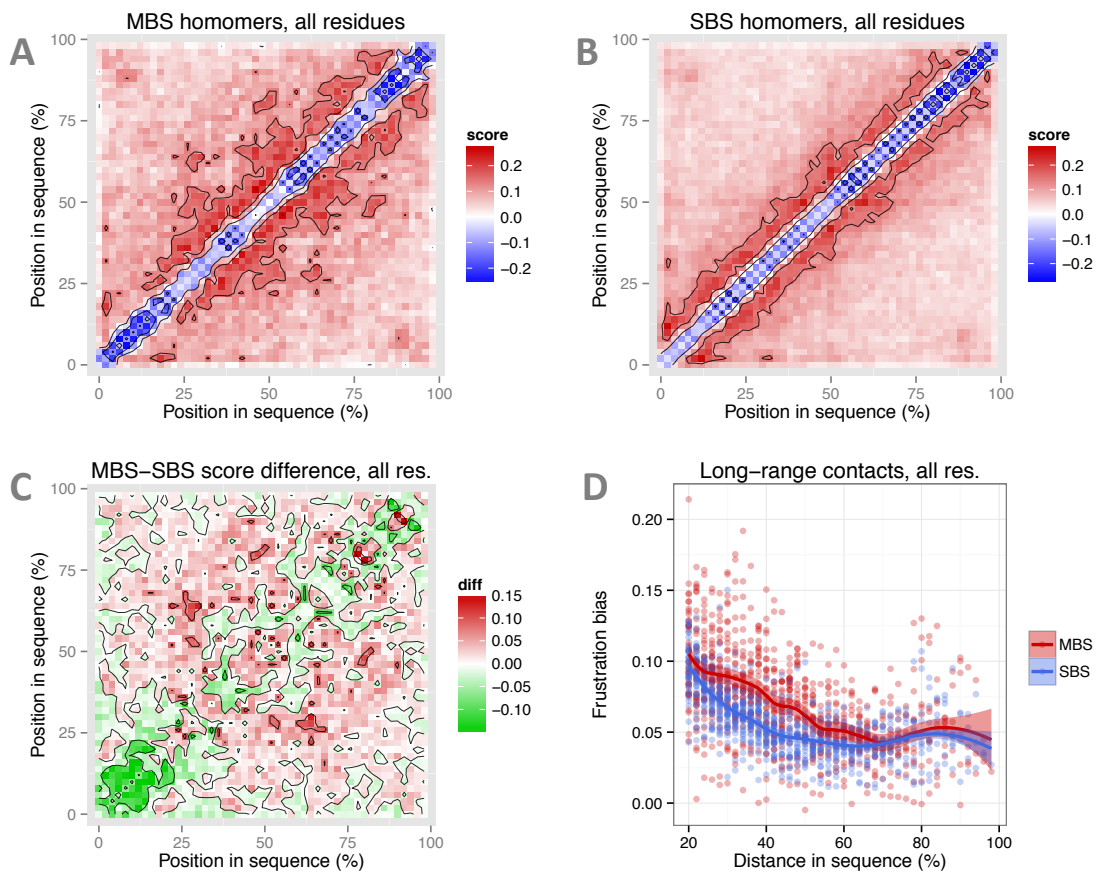 A
MBS homomers, all residues
100
75
50
25
0
Position in sequence (%)
0 25 50 75 100
Position in sequence (%)
score
0.2
0.1
0.0
−0.1
−0.2
B
SBS homomers, all residues
100
75
50
25
0
Position in sequence (%)
0 25 50 75 100
Position in sequence (%)
score
0.2
0.1
0.0
−0.1
−0.2
C
MBS−SBS score difference, all res.
100
75
50
25
0
Position in sequence (%)
0 25 50 75 100
Position in sequence (%)
diff
0.15
0.10
0.05
0.00
−0.05
−0.10
D
Long−range contacts, all res.
0.20
0.15
0.10
0.05
0.00
Frustration bias
20 40 60 80 100
Distance in sequence (%)
MBS
SBS